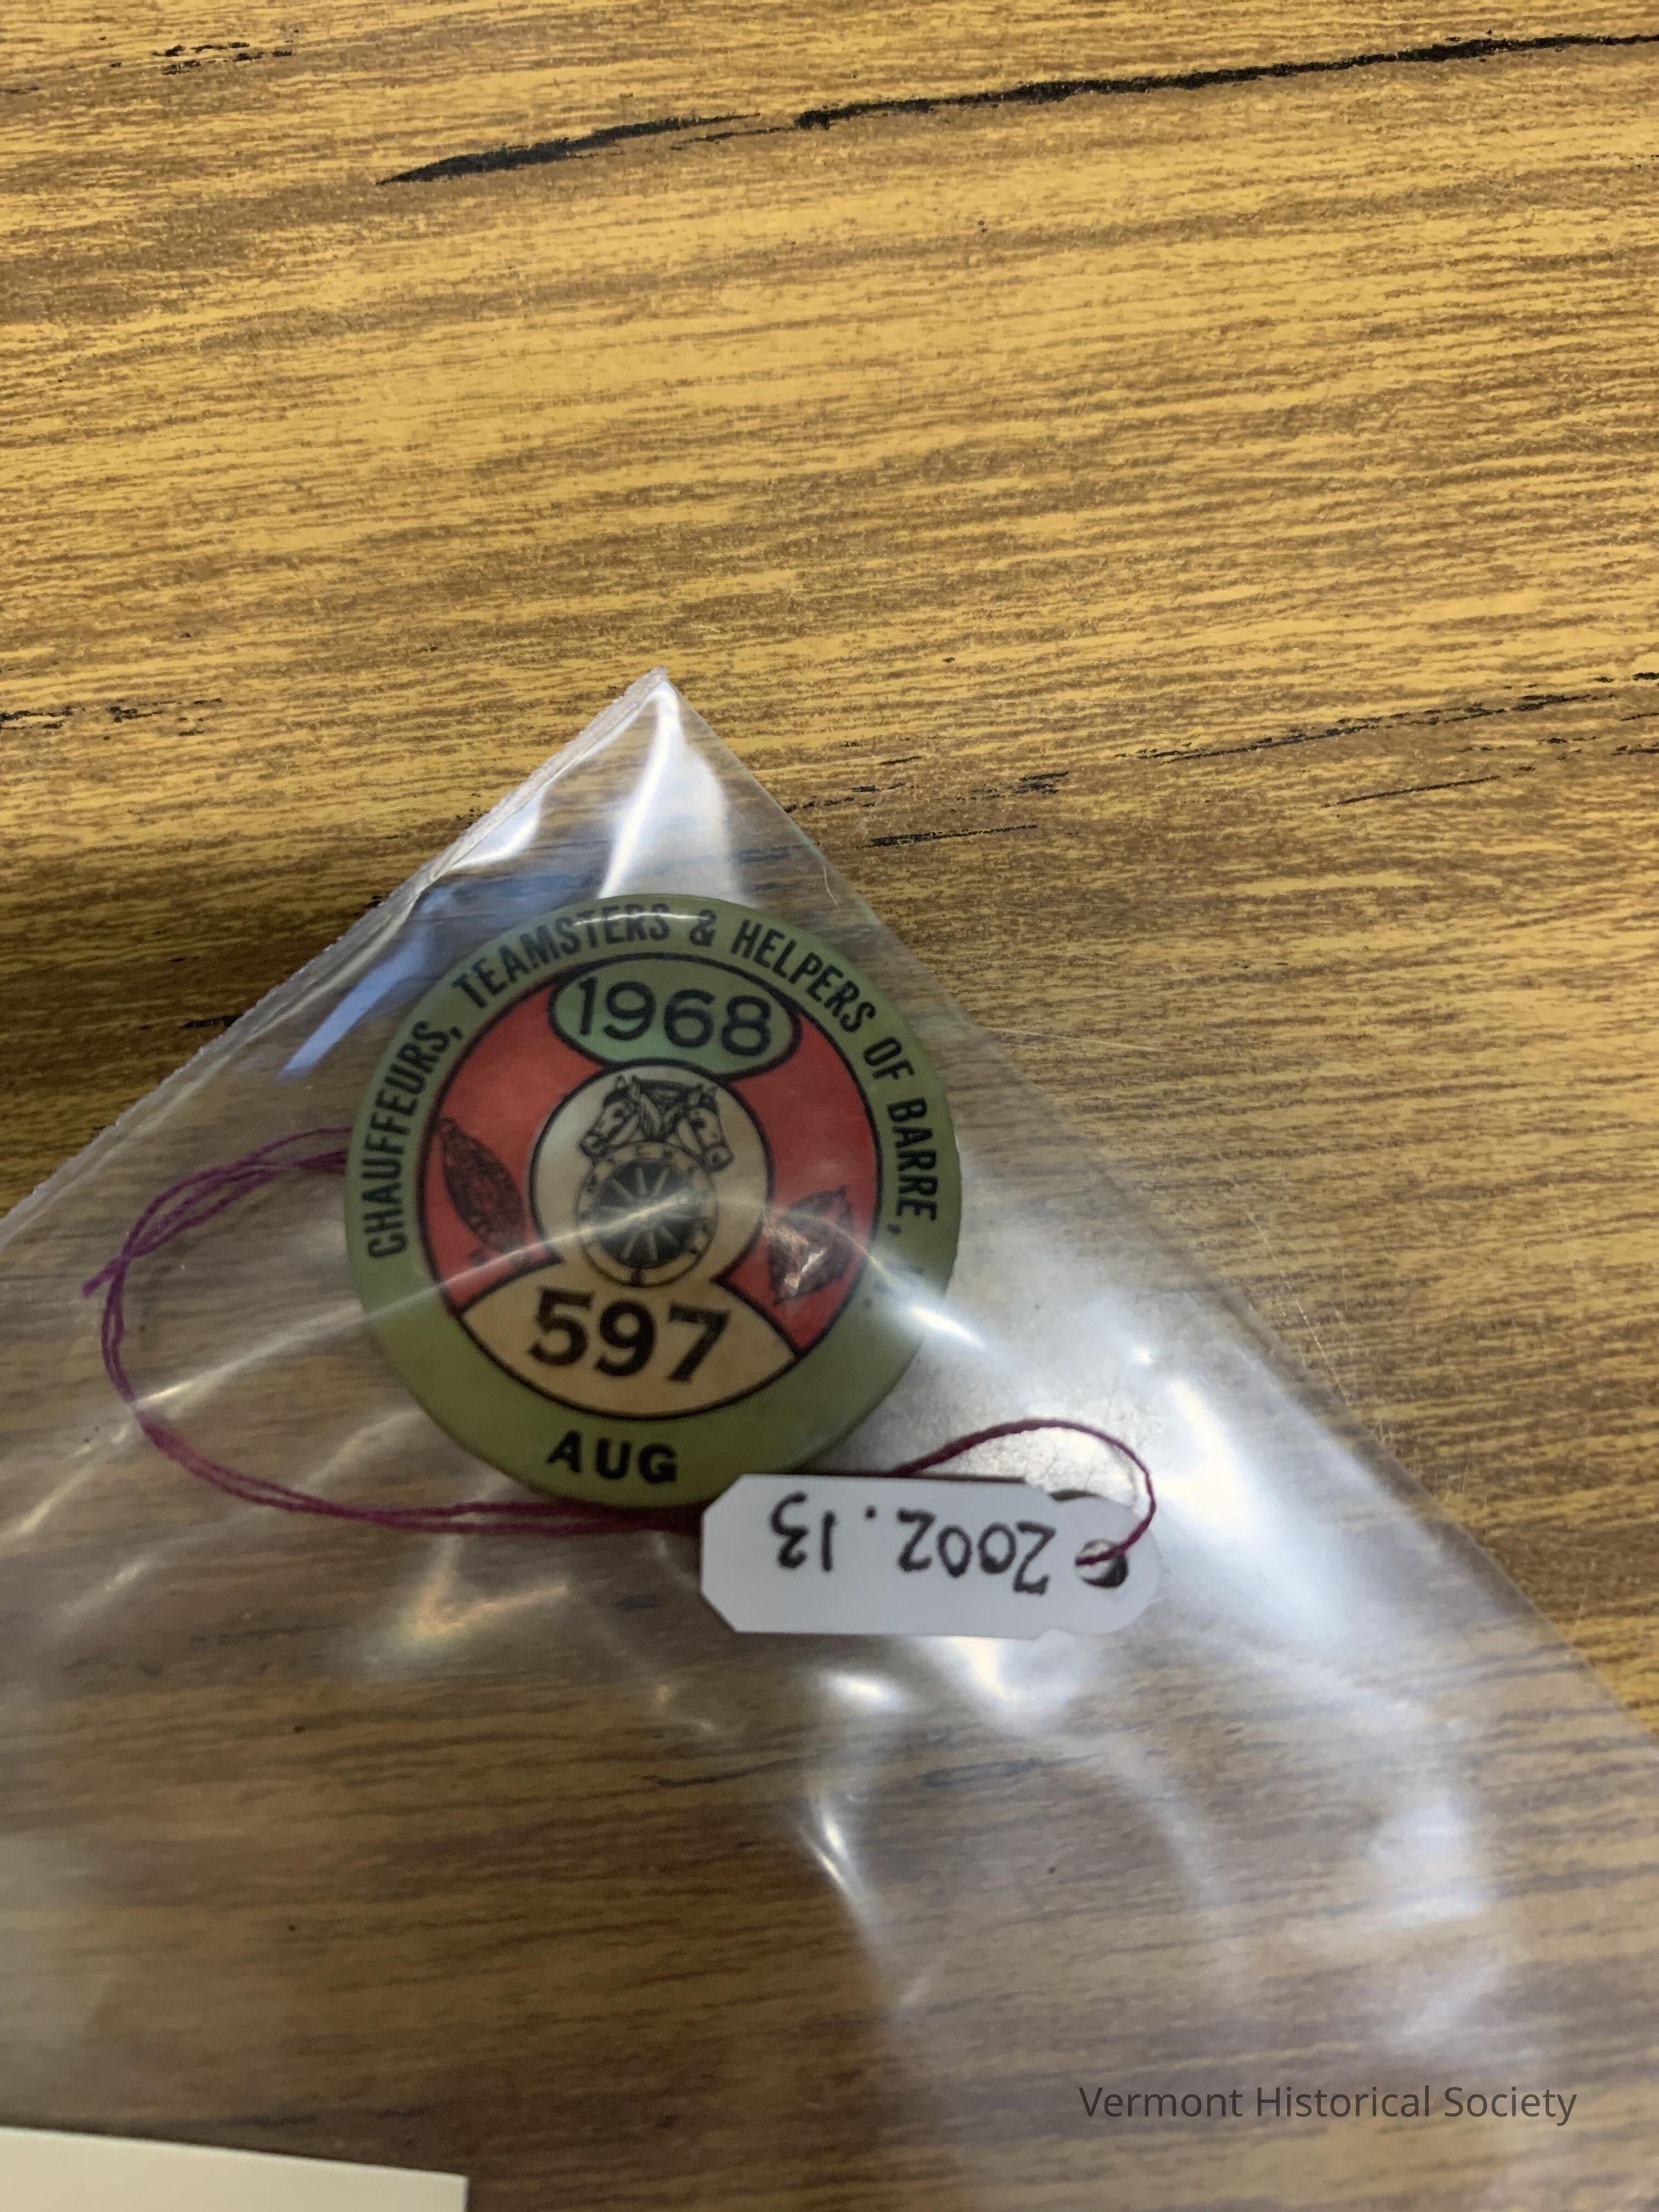 CHAUFFEURS, TEAMSTERS & HELPERS OF BARRE,
1968
597
AUG
2002.13
Vermont Historical Society